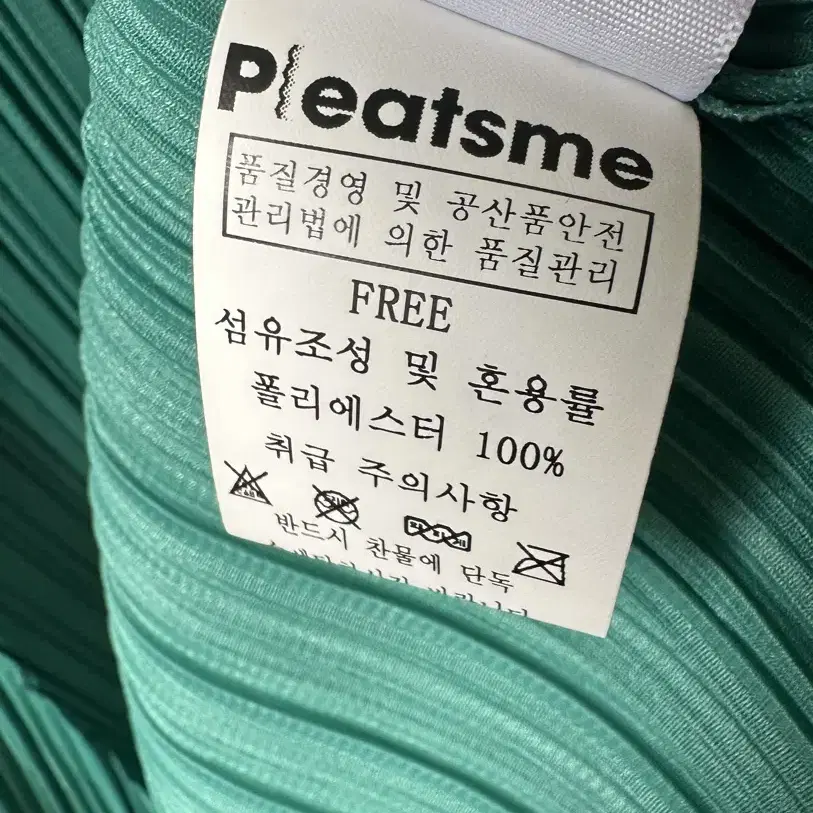 Pleatsme
품질경영 및 공산품안전
관리법에 의한 품질관리
FREE
섬유조성 및 혼용률
폴리에스터 100%
취급 주의사항
반드시 찬물에 단독